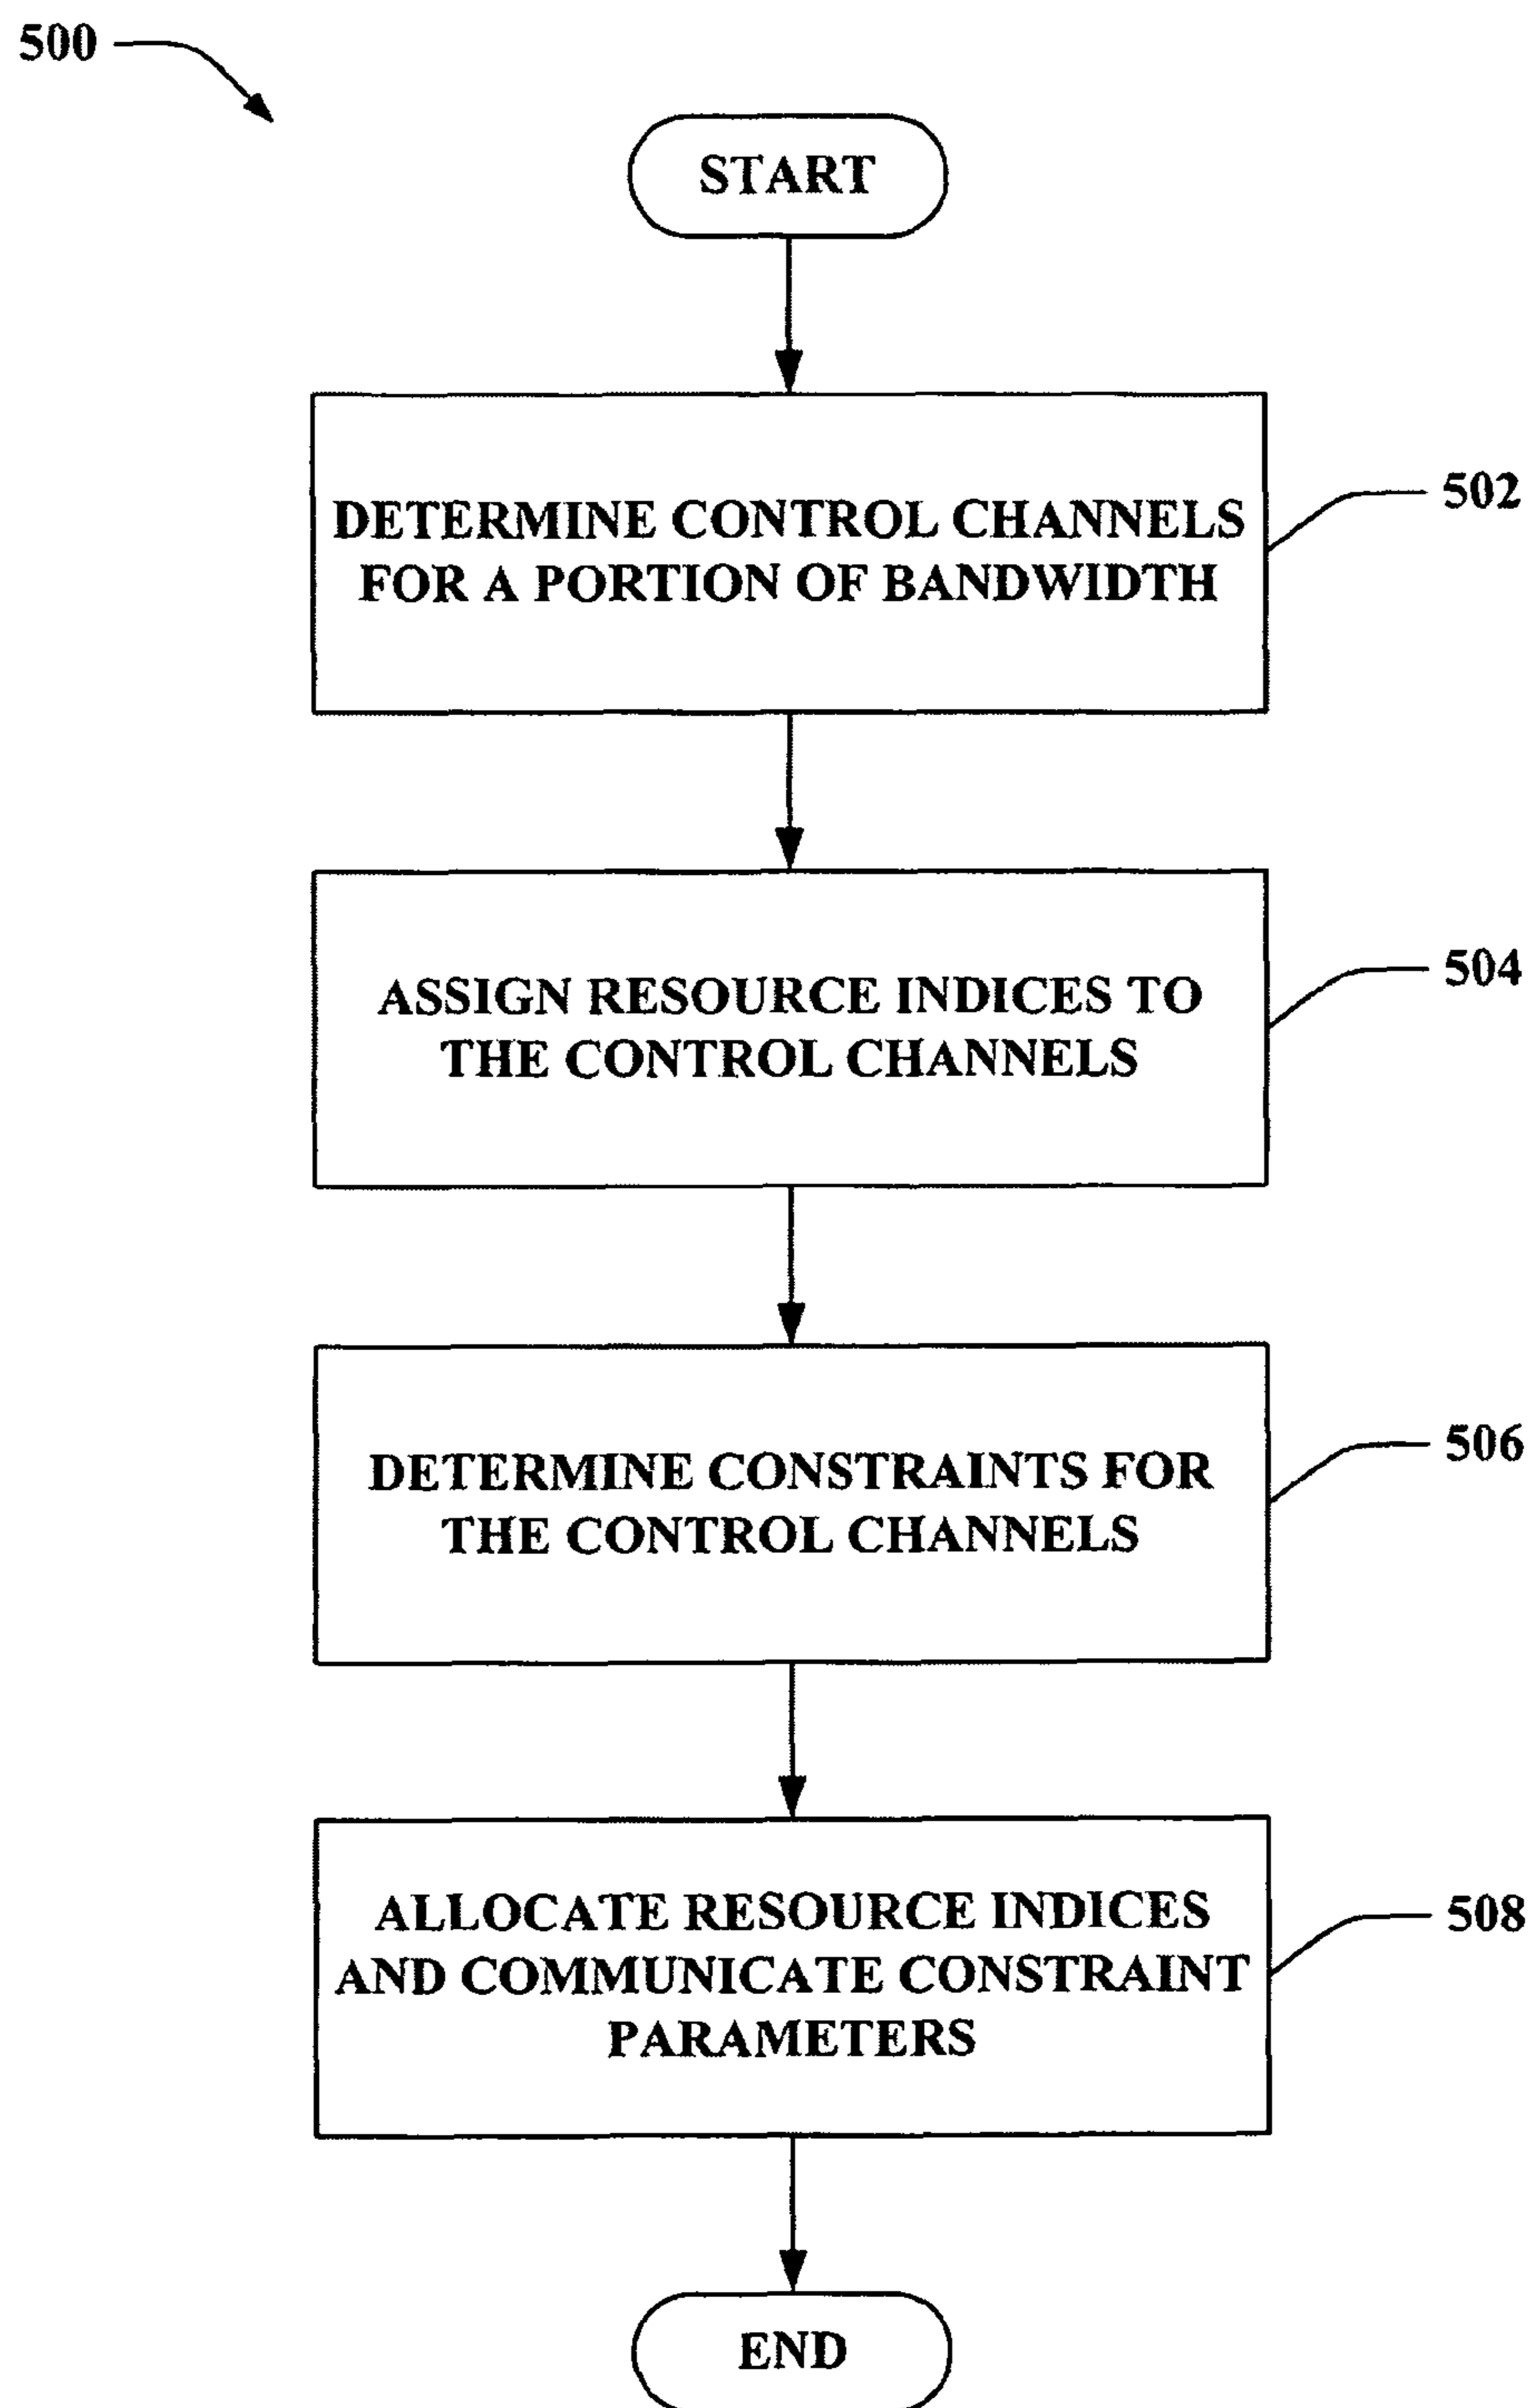 500
START
DETERMINE CONTROL CHANNELS
FOR A PORTION OF BANDWIDTH
502
ASSIGN RESOURCE INDICES TO
THE CONTROL CHANNELS
504
DETERMINE CONSTRAINTS FOR
THE CONTROL CHANNELS
506
ALLOCATE RESOURCE INDICES
AND COMMUNICATE CONSTRAINT
PARAMETERS
508
END